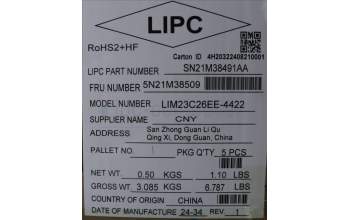 LIPC
RoHS2+HF
Carton ID 4H20322408210001
LIPC PART NUMBER SN21M38491AA
FRU NUMBER 5N21M38509
MODEL NUMBER LIM23C26EE-4422
SUPPLIER NAME CNY
ADDRESS San Zhong Guan Li Qu
Qing Xi, Dong Guan, China
PALLET NO. PKG Q'TY 5 PCS
NET WT. 0.50 KGS 1.10 LBS
GROSS WT. 3.085 KGS 6.787 LBS
COUNTRY OF ORIGIN CHINA
DATE OF MANUFACTURE 24-34 REV. 1